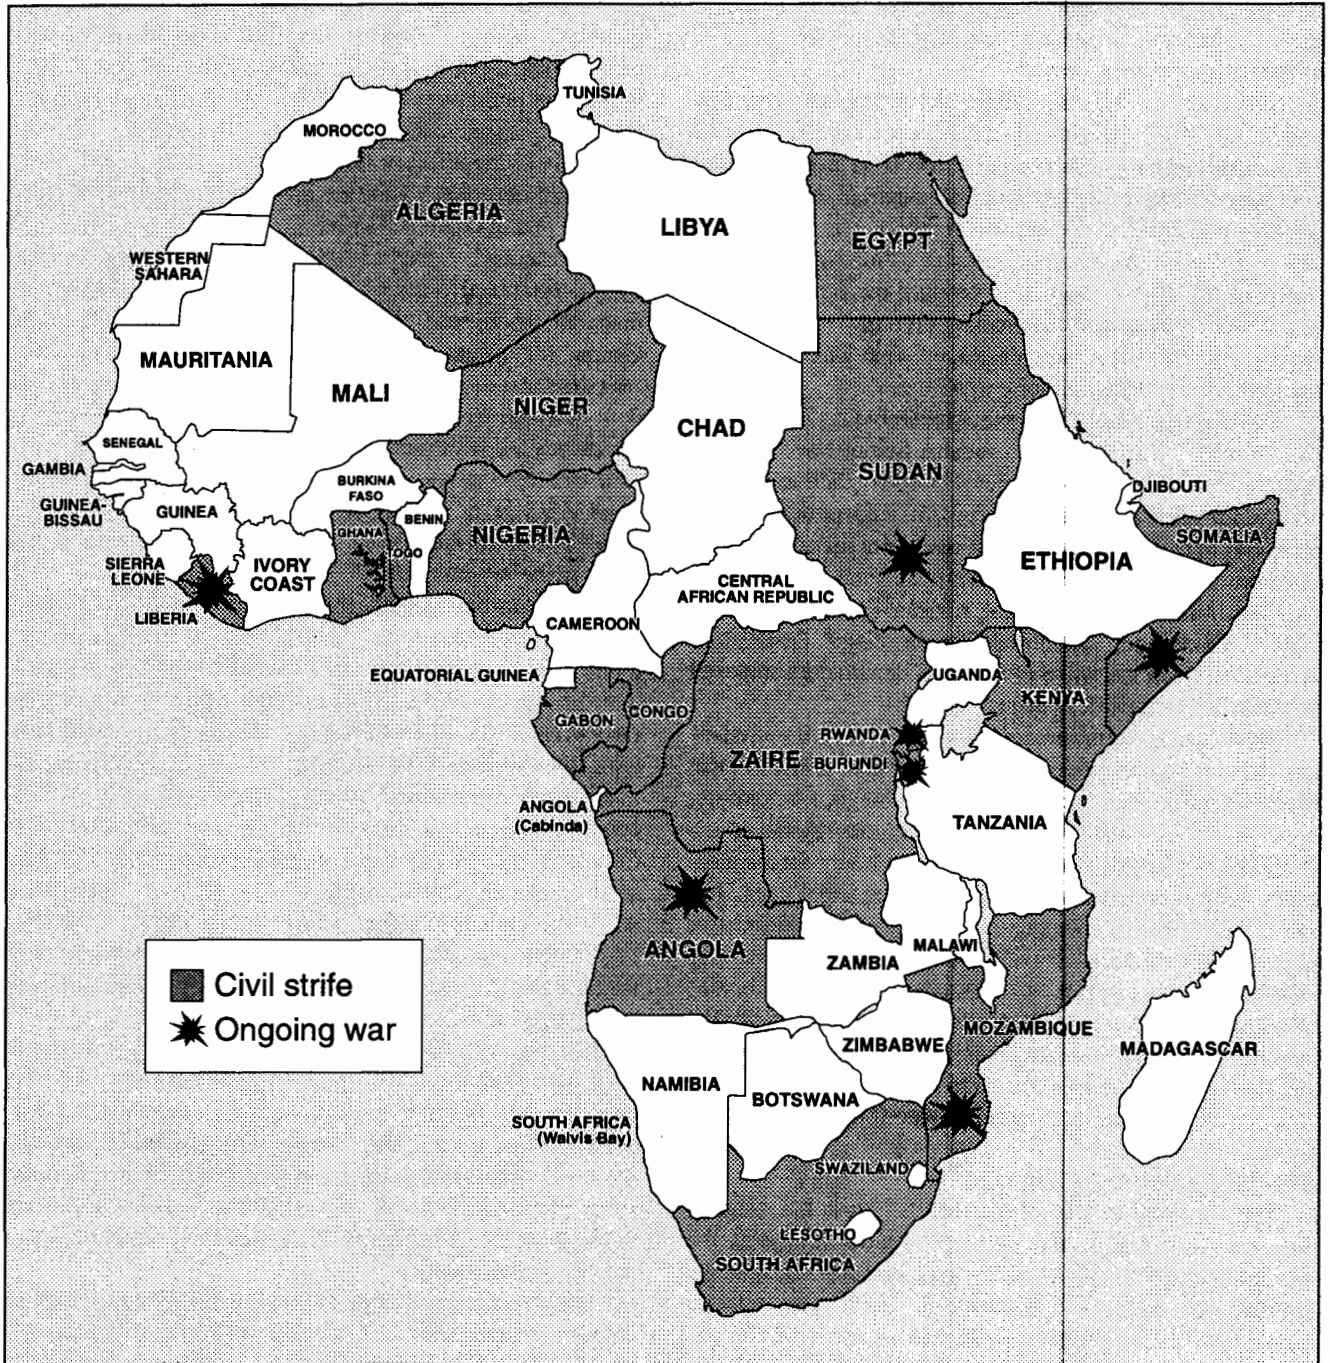 TUNISIA
MOROCCO
ALGERIA
LIBYA
EGYPT
WESTERN
SAHARA
MAURITANIA
MALI
NIGER
CHAD
SUDAN
SENEGAL
GAMBIA
GUINEA-
BISSAU
GUINEA
BURKINA
FASO
BENIN
NIGERIA
DJIBOUTI
SOMALIA
GHANA
TOGO
SIERRA
LEONE
IVORY
COAST
LIBERIA
ETHIOPIA
CENTRAL
AFRICAN REPUBLIC
CAMEROON
EQUATORIAL GUINEA
UGANDA
KENYA
GABON
CONGO
RWANDA
ZAIRE
BURUNDI
ANGOLA
(Cabinda)
TANZANIA
ANGOLA
MALAWI
ZAMBIA
Civil strife
Ongoing war
MOZAMBIQUE
ZIMBABWE
MADAGASCAR
NAMIBIA
BOTSWANA
SOUTH AFRICA
(Walvis Bay)
SWAZILAND
LESOTHO
SOUTH AFRICA